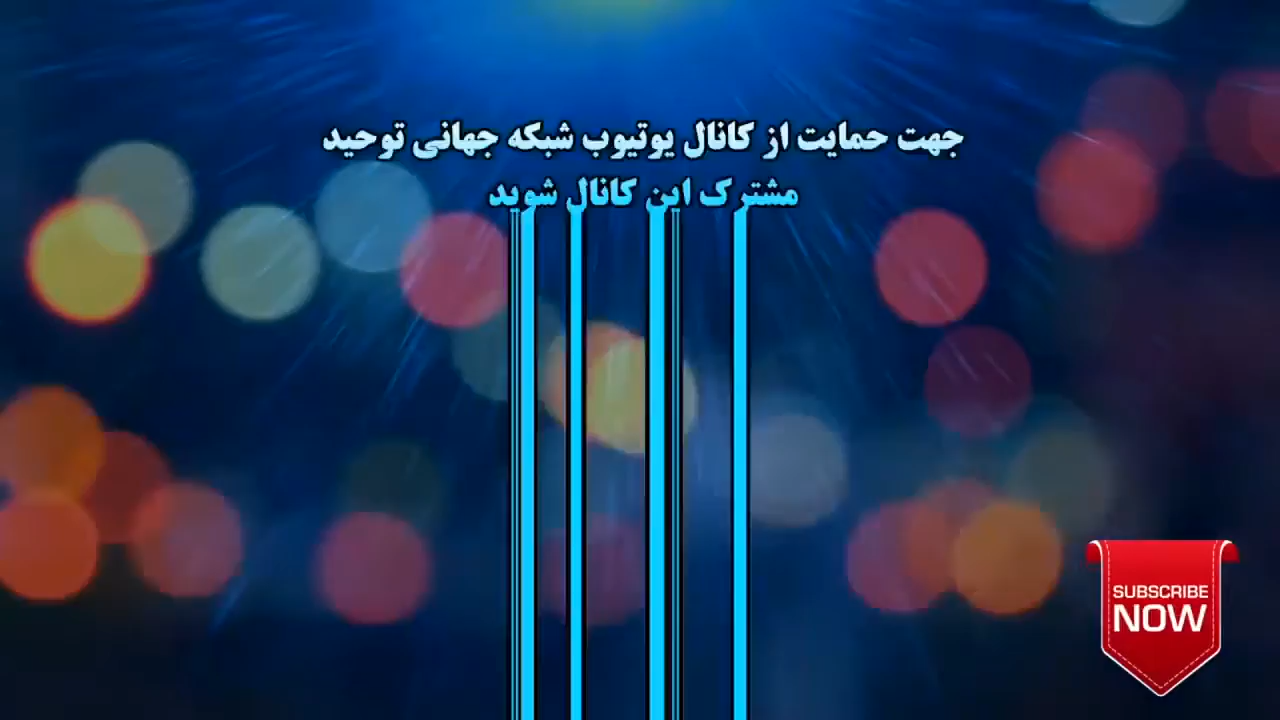 جهت حمایت از کانال یوتیوب شبکه جهانی توحید
مشترک این کانال شوید
SUBSCRIBE
NOW